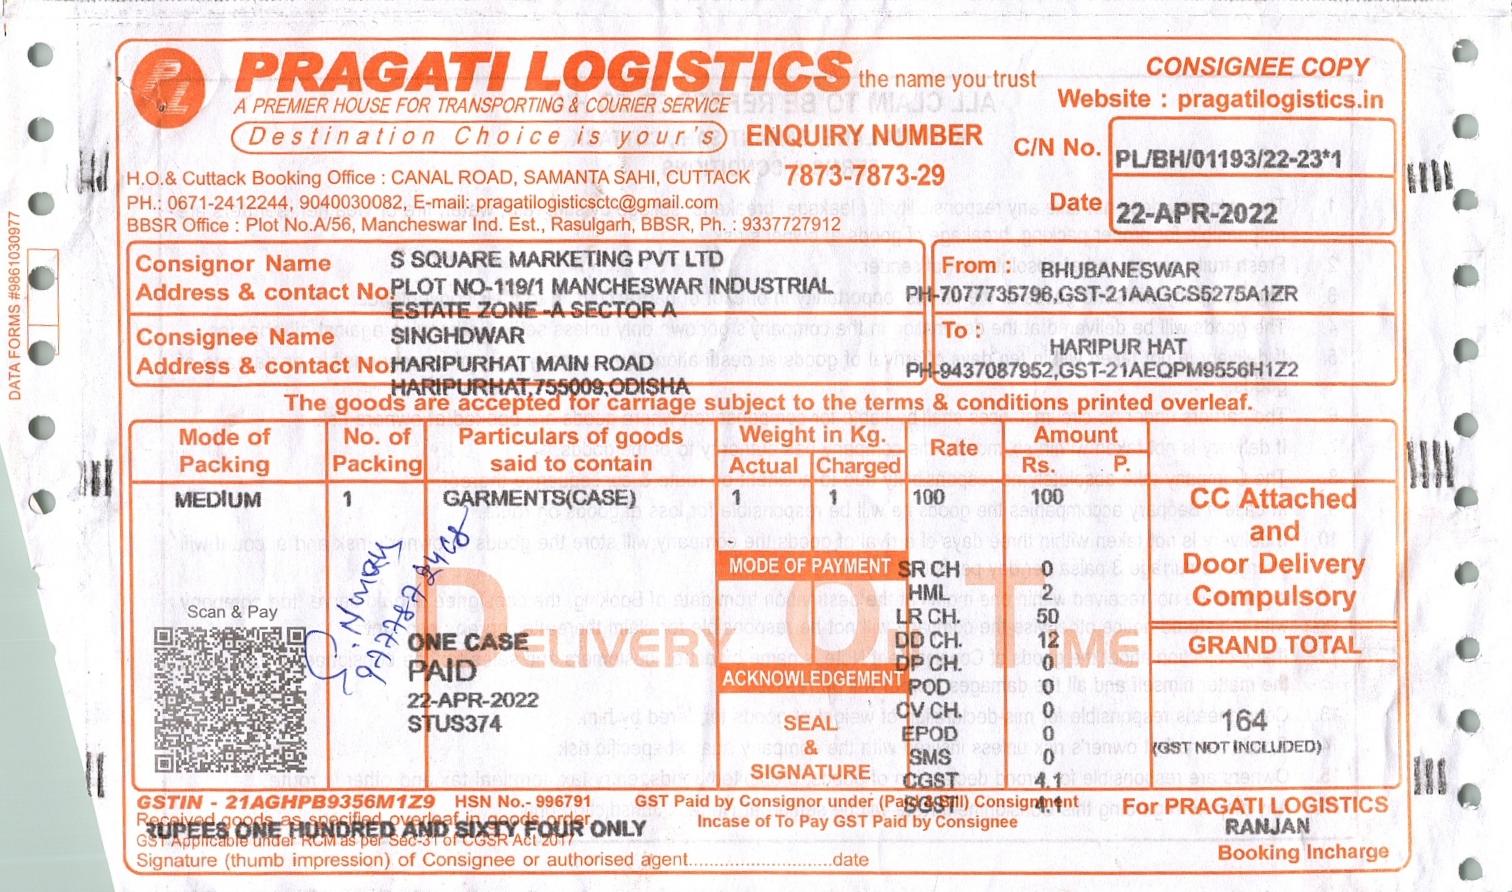 PRAGATI LOGISTICS the name you trust
CONSIGNEE COPY
A PREMIER HOUSE FOR TRANSPORTING & COURIER SERVICE
Website : pragatilogistics.in
Destination Choice is your's
ENQUIRY NUMBER
7873-7873-29
C/N No. PL/BH/01193/22-23*1
Date 22-APR-2022
H.O.& Cuttack Booking Office : CANAL ROAD, SAMANTA SAHI, CUTTACK
PH.: 0671-2412244, 9040030082, E-mail: pragatilogisticsctc@gmail.com
BBSR Office : Plot No.A/56, Mancheswar Ind. Est., Rasulgarh, BBSR, Ph. : 9337727912
DATA FORMS #9861030977
Consignor Name S SQUARE MARKETING PVT LTD
Address & contact No PLOT NO-119/1 MANCHESWAR INDUSTRIAL
ESTATE ZONE -A SECTOR A
From : BHUBANESWAR
PH-7077735796,GST-21AAGCS5275A1ZR
Consignee Name SINGHDWAR
Address & contact No HARIPURHAT MAIN ROAD
HARIPURHAT,755009,ODISHA
To : HARIPUR HAT
PH-9437087952,GST-21AEQPM9556H1Z2
The goods are accepted for carriage subject to the terms & conditions printed overleaf.
Mode of Packing No. of Packing Particulars of goods said to contain Weight in Kg. Actual Charged Rate Amount Rs. P.
MEDIUM 1 GARMENTS(CASE) 1 1 100 100
CC Attached
and
Door Delivery
Compulsory
MODE OF PAYMENT
SR CH 0
HML 2
LR CH. 50
DD CH. 12
DP CH. 0
POD 0
CV CH. 0
EPOD 0
SMS 0
CGST 4.1
SGST 4.1
ACKNOWLEDGEMENT
SEAL
&
SIGNATURE
Scan & Pay
DELIVERY ON TIME
ONE CASE
PAID
22-APR-2022
STUS374
GRAND TOTAL
164
(GST NOT INCLUDED)
GSTIN - 21AGHPB9356M1Z9 HSN No.- 996791
GST Paid by Consignor under (Paid & Bill) Consignment
Incase of To Pay GST Paid by Consignee
Received goods as specified overleaf in goods order
RUPEES ONE HUNDRED AND SIXTY FOUR ONLY
GST Applicable under RCM as per Sec-31 of CGSR Act 2017
Signature (thumb impression) of Consignee or authorised agent..............................date
For PRAGATI LOGISTICS
RANJAN
Booking Incharge